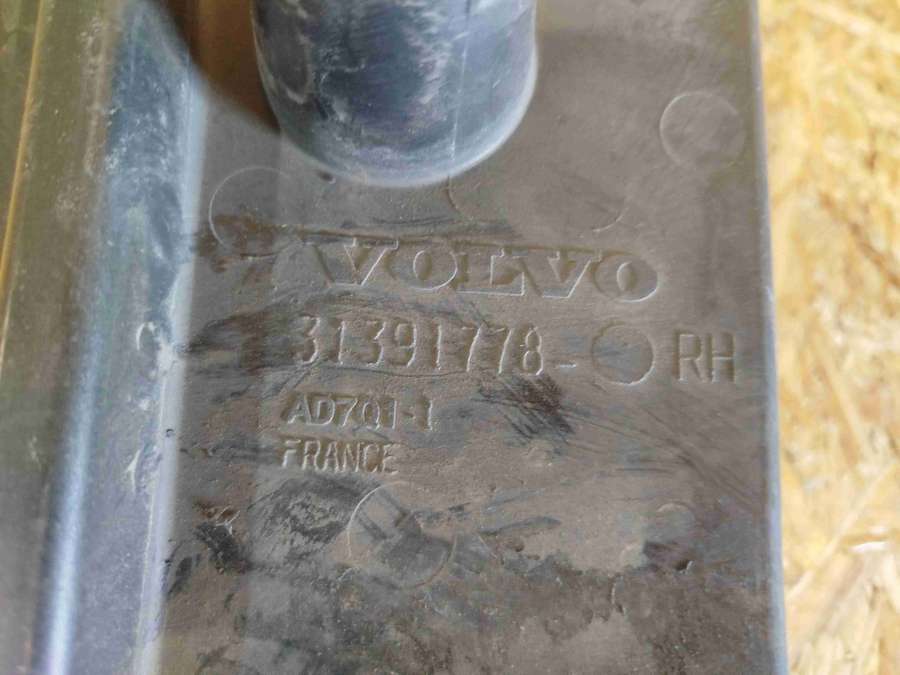 VOLVO
31391778- RH
AD7Q1-1
FRANCE